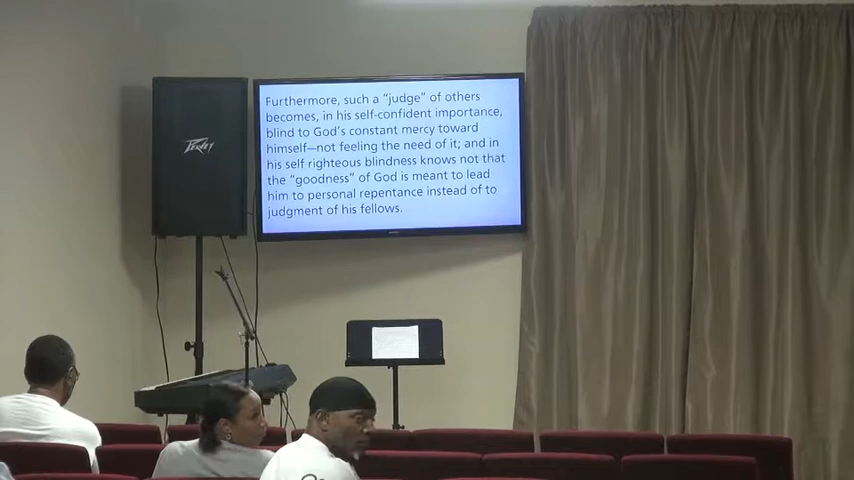 PEAVEY
Furthermore, such a “judge” of others
becomes, in his self-confident importance,
blind to God’s constant mercy toward
himself—not feeling the need of it; and in
his self righteous blindness knows not that
the “goodness” of God is meant to lead
him to personal repentance instead of to
judgment of his fellows.